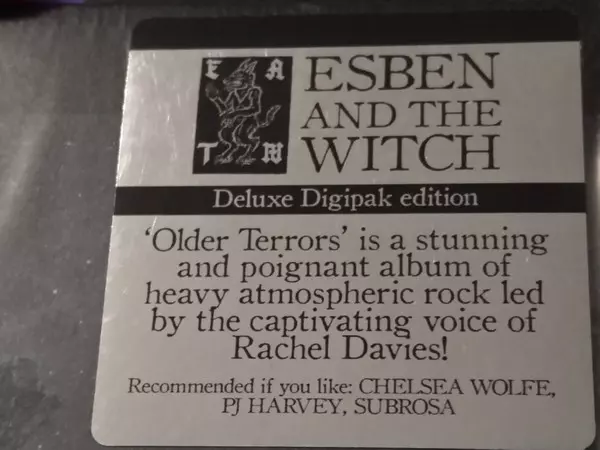 E A
T W
ESBEN
AND THE
WITCH
Deluxe Digipak edition
'Older Terrors' is a stunning
and poignant album of
heavy atmospheric rock led
by the captivating voice of
Rachel Davies!
Recommended if you like: CHELSEA WOLFE,
PJ HARVEY, SUBROSA